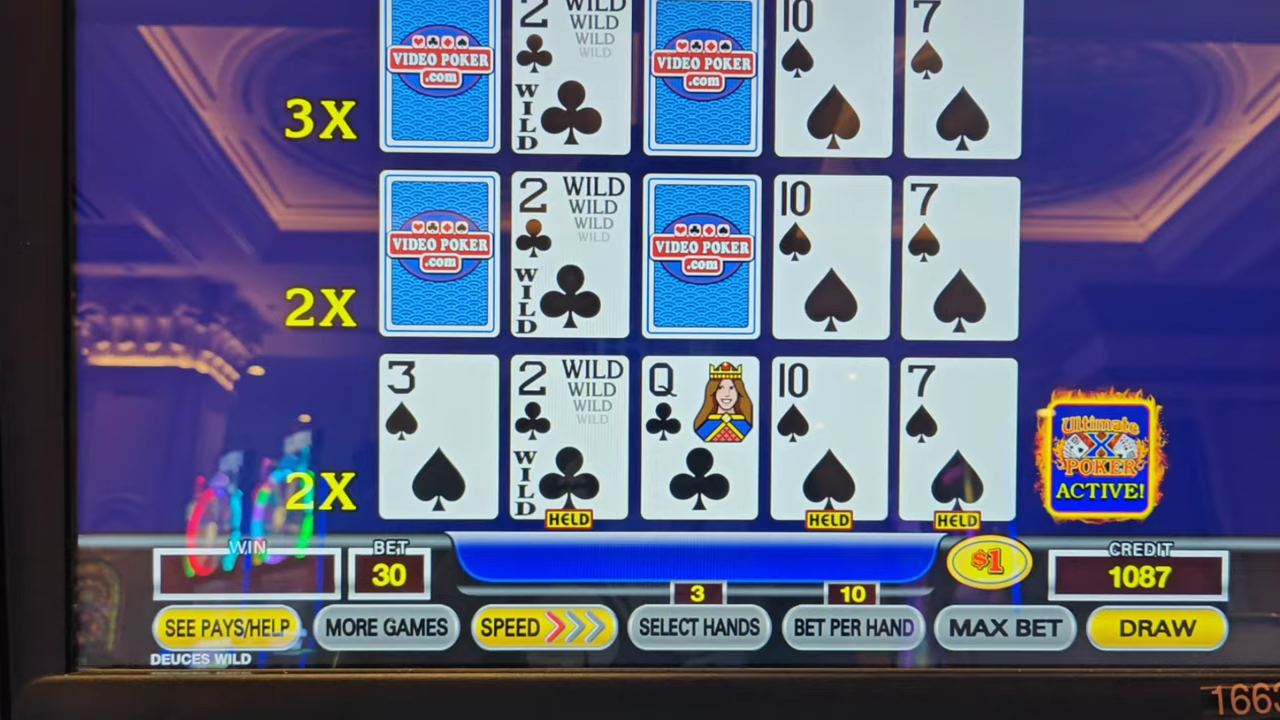 2 WILD 10 7
WILD
WILD
WILD
VIDEO POKER VIDEO POKER
.com .com
WILD
3X
2 WILD 10 7
WILD
WILD
WILD
VIDEO POKER VIDEO POKER
.com .com
WILD
2X
3 2 WILD Q 10 7
WILD
WILD
WILD
WILD
Ultimate
X
POKER
ACTIVE!
2X
HELD HELD HELD
WIN BET $1 CREDIT
30 1087
3 10
SEE PAYS/HELP MORE GAMES SPEED SELECT HANDS BET PER HAND MAX BET DRAW
DEUCES WILD